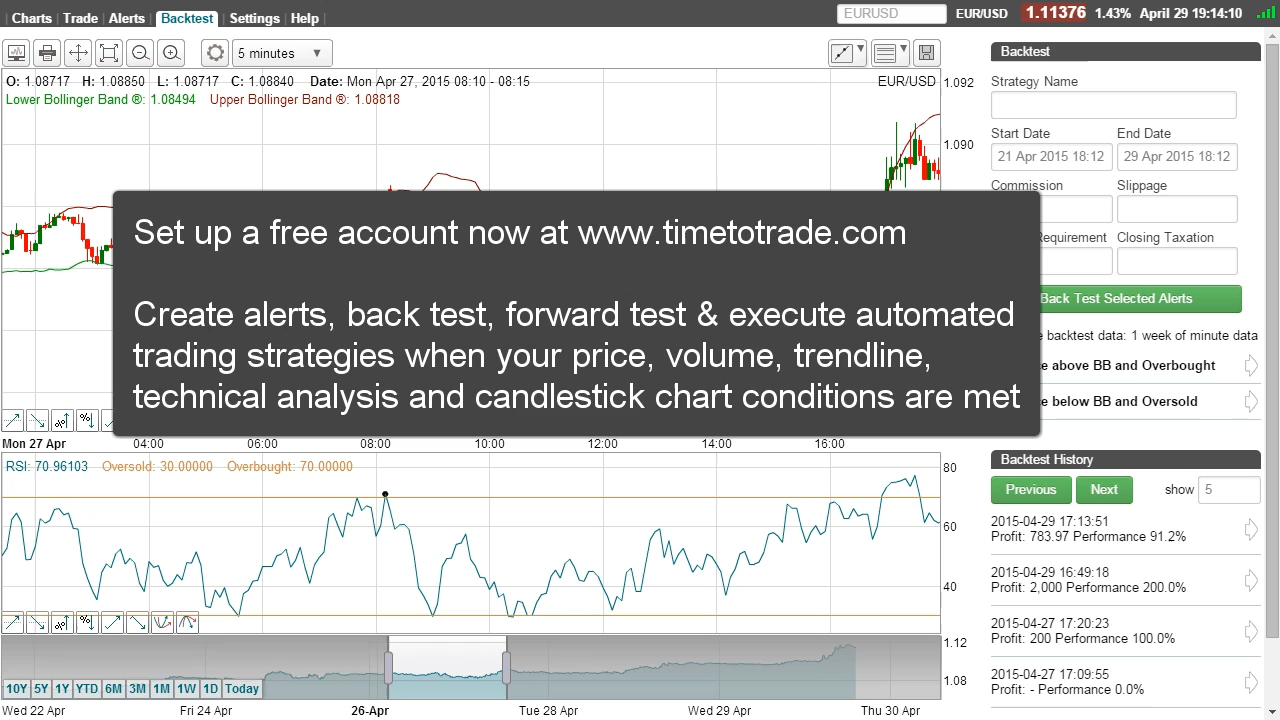 Charts | Trade | Alerts | Backtest | Settings | Help |
EURUSD EUR/USD 1.11376 1.43% April 29 19:14:10
5 minutes
O: 1.08717 H: 1.08850 L: 1.08717 C: 1.08840 Date: Mon Apr 27, 2015 08:10 - 08:15
EUR/USD
Lower Bollinger Band ®: 1.08494 Upper Bollinger Band ®: 1.08818
1.092
1.090
Set up a free account now at www.timetotrade.com
Create alerts, back test, forward test & execute automated
trading strategies when your price, volume, trendline,
technical analysis and candlestick chart conditions are met
Mon 27 Apr 04:00 06:00 08:00 10:00 12:00 14:00 16:00
RSI: 70.96103 Oversold: 30.00000 Overbought: 70.00000
80
60
40
1.12
1.08
10Y 5Y 1Y YTD 6M 3M 1M 1W 1D Today
Wed 22 Apr Fri 24 Apr 26-Apr Tue 28 Apr Wed 29 Apr Thu 30 Apr
Backtest
Strategy Name
Start Date End Date
21 Apr 2015 18:12 29 Apr 2015 18:12
Commission Slippage
Requirement Closing Taxation
Back Test Selected Alerts
backtest data: 1 week of minute data
above BB and Overbought
below BB and Oversold
Backtest History
Previous Next show 5
2015-04-29 17:13:51
Profit: 783.97 Performance 91.2%
2015-04-29 16:49:18
Profit: 2,000 Performance 200.0%
2015-04-27 17:20:23
Profit: 200 Performance 100.0%
2015-04-27 17:09:55
Profit: - Performance 0.0%